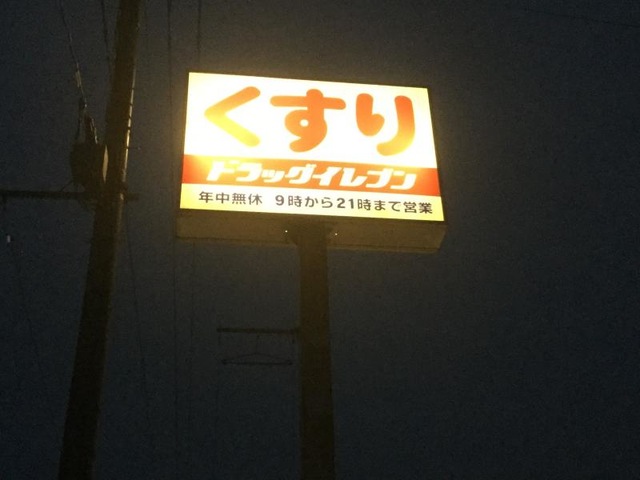 くすり
ドラッグイレブン
年中無休 9時から21時まで営業